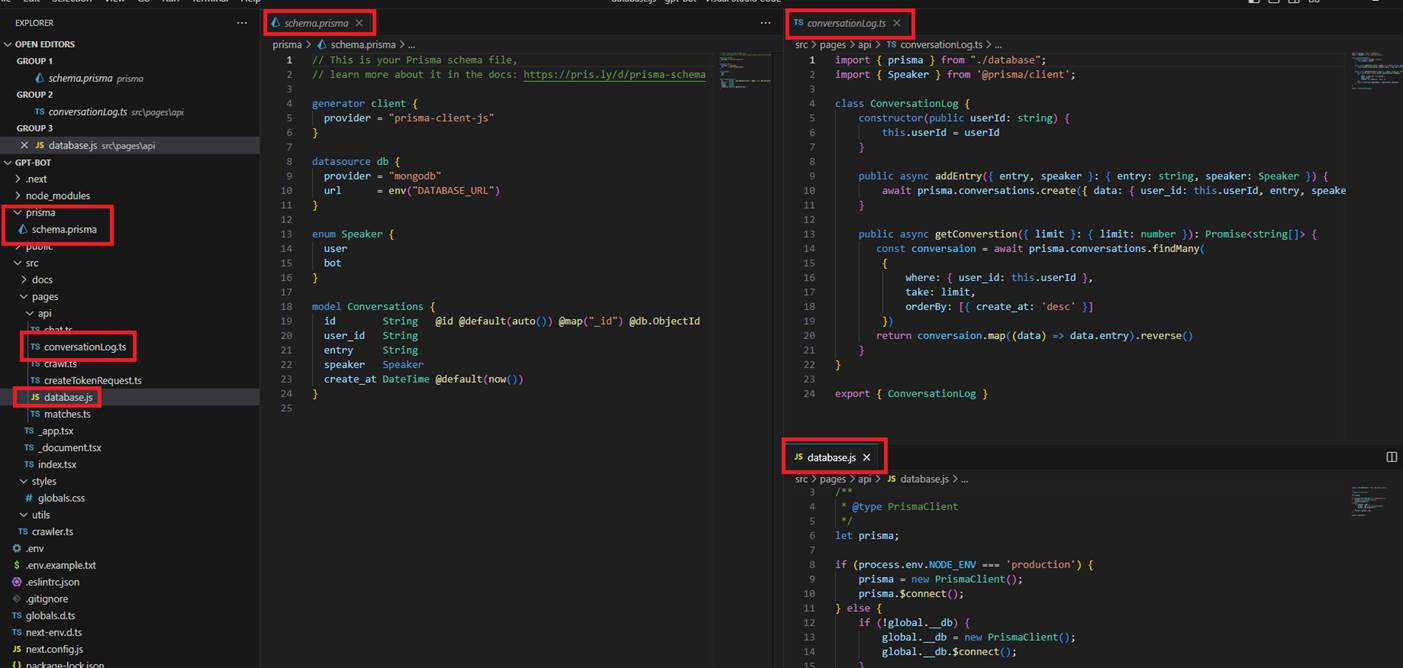 File Edit Selection View Go Run Terminal Help
database.js - gpt-bot - Visual Studio Code
EXPLORER
...
OPEN EDITORS
GROUP 1
schema.prisma prisma
GROUP 2
TS conversationLog.ts src\pages\api
GROUP 3
JS database.js src\pages\api
GPT-BOT
.next
node_modules
prisma
schema.prisma
public
src
docs
pages
api
TS chat.ts
TS conversationLog.ts
TS crawl.ts
TS createTokenRequest.ts
JS database.js
TS matches.ts
TS _app.tsx
TS _document.tsx
TS index.tsx
styles
# globals.css
utils
TS crawler.ts
.env
$ .env.example.txt
.eslintrc.json
.gitignore
TS globals.d.ts
TS next-env.d.ts
JS next.config.js
{} package-lock.json
schema.prisma
...
prisma > schema.prisma > ...
1 // This is your Prisma schema file,
2 // learn more about it in the docs: https://pris.ly/d/prisma-schema
3
4 generator client {
5 provider = "prisma-client-js"
6 }
7
8 datasource db {
9 provider = "mongodb"
10 url = env("DATABASE_URL")
11 }
12
13 enum Speaker {
14 user
15 bot
16 }
17
18 model Conversations {
19 id String @id @default(auto()) @map("_id") @db.ObjectId
20 user_id String
21 entry String
22 speaker Speaker
23 create_at DateTime @default(now())
24 }
25
TS conversationLog.ts
src > pages > api > TS conversationLog.ts > ...
1 import { prisma } from "./database";
2 import { Speaker } from '@prisma/client';
3
4 class ConversationLog {
5 constructor(public userId: string) {
6 this.userId = userId
7 }
8
9 public async addEntry({ entry, speaker }: { entry: string, speaker: Speaker }) {
10 await prisma.conversations.create({ data: { user_id: this.userId, entry, speake
11 }
12
13 public async getConverstion({ limit }: { limit: number }): Promise<string[]> {
14 const conversaion = await prisma.conversations.findMany(
15 {
16 where: { user_id: this.userId },
17 take: limit,
18 orderBy: [{ create_at: 'desc' }]
19 })
20 return conversaion.map((data) => data.entry).reverse()
21 }
22 }
23
24 export { ConversationLog }
JS database.js
src > pages > api > JS database.js > ...
3 /**
4 * @type PrismaClient
5 */
6 let prisma;
7
8 if (process.env.NODE_ENV === 'production') {
9 prisma = new PrismaClient();
10 prisma.$connect();
11 } else {
12 if (!global.__db) {
13 global.__db = new PrismaClient();
14 global.__db.$connect();
15 }